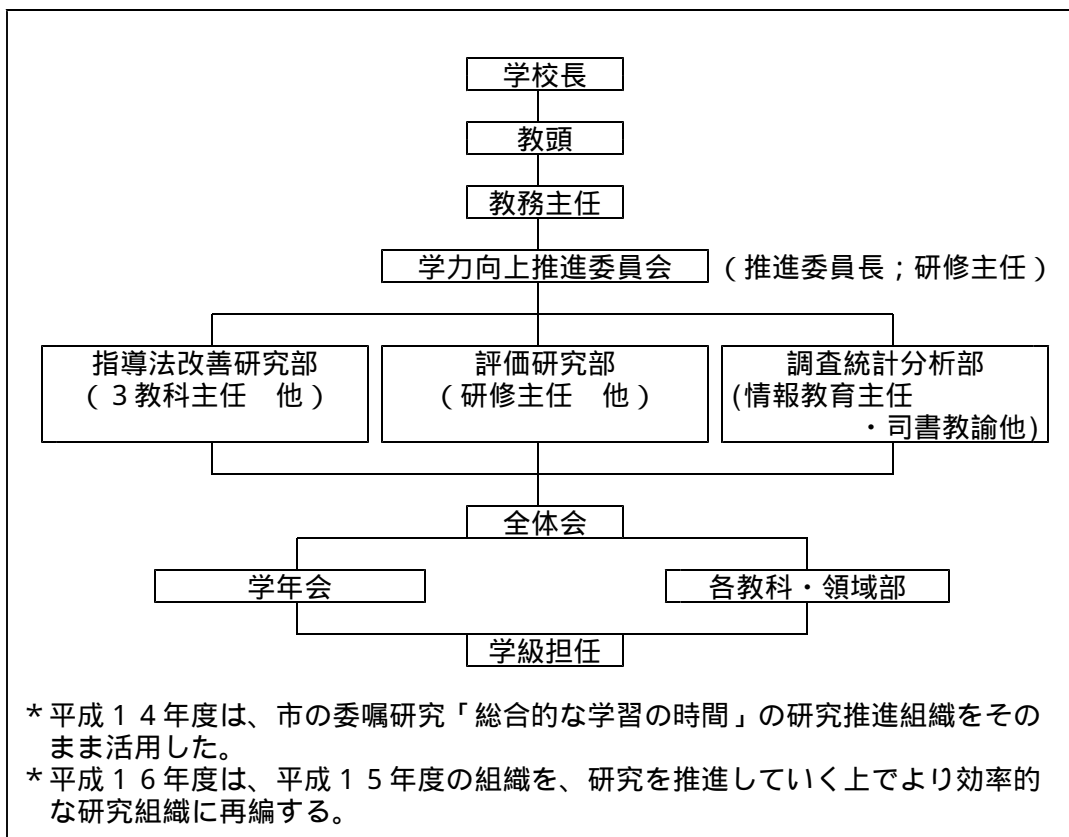 学校長
教頭
教務主任
学力向上推進委員会 （推進委員長；研修主任）
指導法改善研究部
（３教科主任　他）
評価研究部
（研修主任　他）
調査統計分析部
(情報教育主任
・司書教諭他)
全体会
学年会
各教科・領域部
学級担任
＊平成１４年度は、市の委嘱研究「総合的な学習の時間」の研究推進組織をその
まま活用した。
＊平成１６年度は、平成１５年度の組織を、研究を推進していく上でより効率的
な研究組織に再編する。